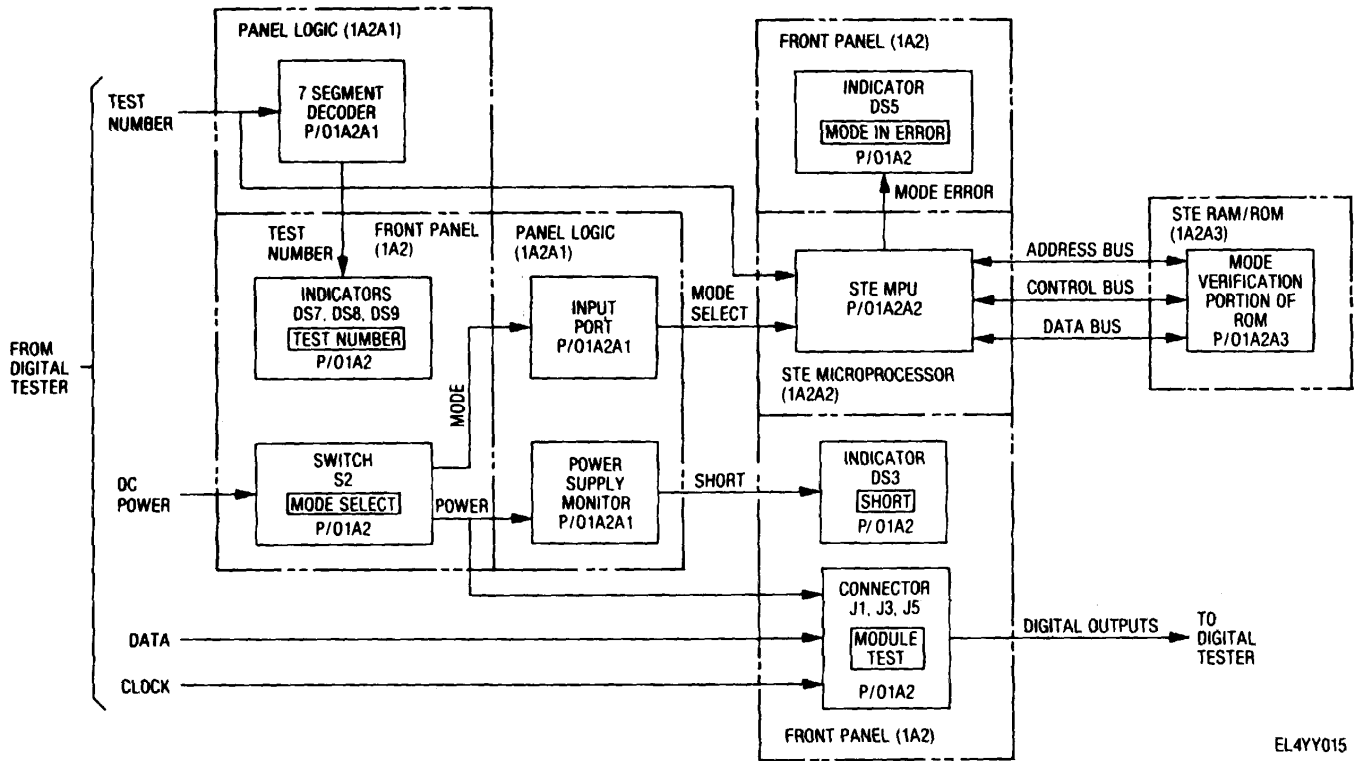 PANEL LOGIC (1A2A1)
7 SEGMENT
DECODER
P/O1A2A1
TEST
NUMBER
FRONT PANEL (1A2)
INDICATOR
DS5
MODE IN ERROR
P/O1A2
MODE ERROR
TEST
NUMBER
FRONT PANEL
(1A2)
INDICATORS
DS7, DS8, DS9
TEST NUMBER
P/O1A2
PANEL LOGIC
(1A2A1)
INPUT
PORT
P/O1A2A1
MODE
SELECT
STE MPU
P/O1A2A2
STE MICROPROCESSOR
(1A2A2)
ADDRESS BUS
CONTROL BUS
DATA BUS
STE RAM/ROM
(1A2A3)
MODE
VERIFICATION
PORTION OF
ROM
P/O1A2A3
FROM
DIGITAL
TESTER
MODE
DC
POWER
SWITCH
S2
MODE SELECT
P/O1A2
POWER
POWER
SUPPLY
MONITOR
P/O1A2A1
SHORT
INDICATOR
DS3
SHORT
P/O1A2
DATA
CLOCK
CONNECTOR
J1, J3, J5
MODULE
TEST
P/O1A2
FRONT PANEL (1A2)
DIGITAL OUTPUTS
TO
DIGITAL
TESTER
EL4YY015